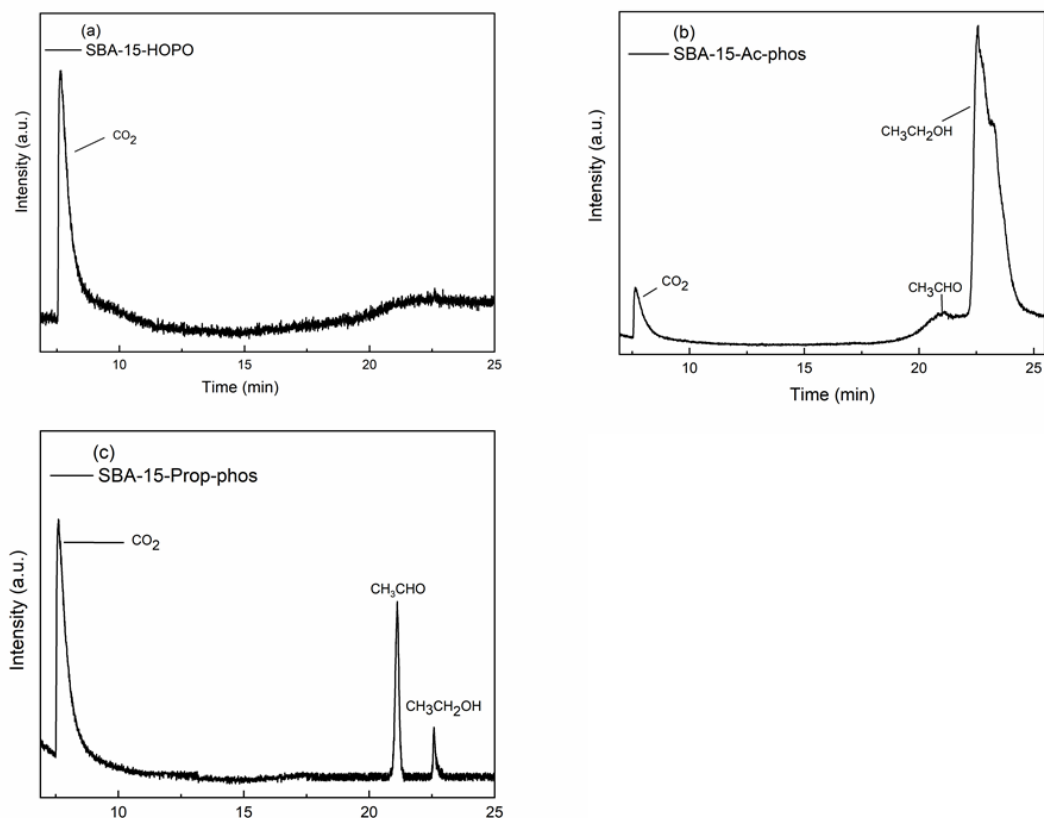 (a)
SBA-15-HOPO
CO2
Intensity (a.u.)
10 15 20 25
Time (min)
(b)
SBA-15-Ac-phos
CH3CH2OH
CO2
CH3CHO
Intensity (a.u.)
10 15 20 25
Time (min)
(c)
SBA-15-Prop-phos
CO2
CH3CHO
CH3CH2OH
Intensity (a.u.)
10 15 20 25